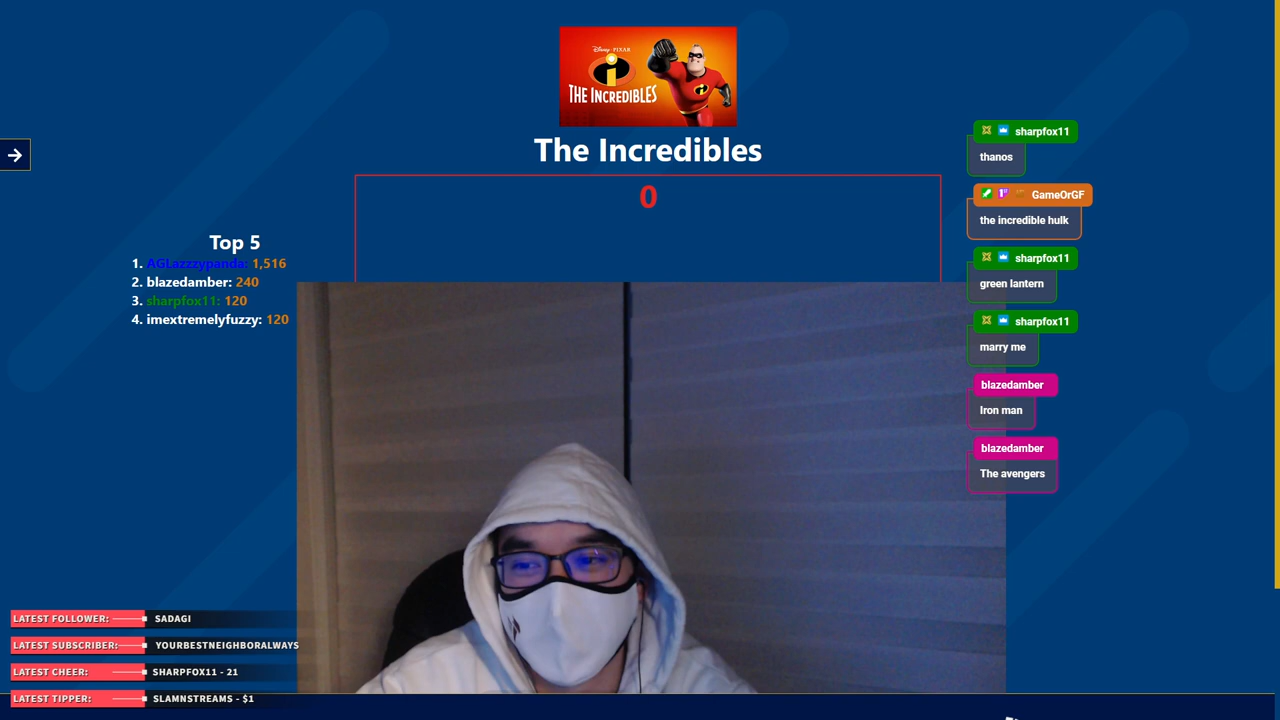 Disney · PIXAR
THE INCREDIBLES
The Incredibles
0
Top 5
1. AGLazzzypanda: 1,516
2. blazedamber: 240
3. sharpfox11: 120
4. imextremelyfuzzy: 120
sharpfox11
thanos
GameOrGF
the incredible hulk
sharpfox11
green lantern
sharpfox11
marry me
blazedamber
Iron man
blazedamber
The avengers
LATEST FOLLOWER: SADAGI
LATEST SUBSCRIBER: YOURBESTNEIGHBORALWAYS
LATEST CHEER: SHARPFOX11 - 21
LATEST TIPPER: SLAMNSTREAMS - $1